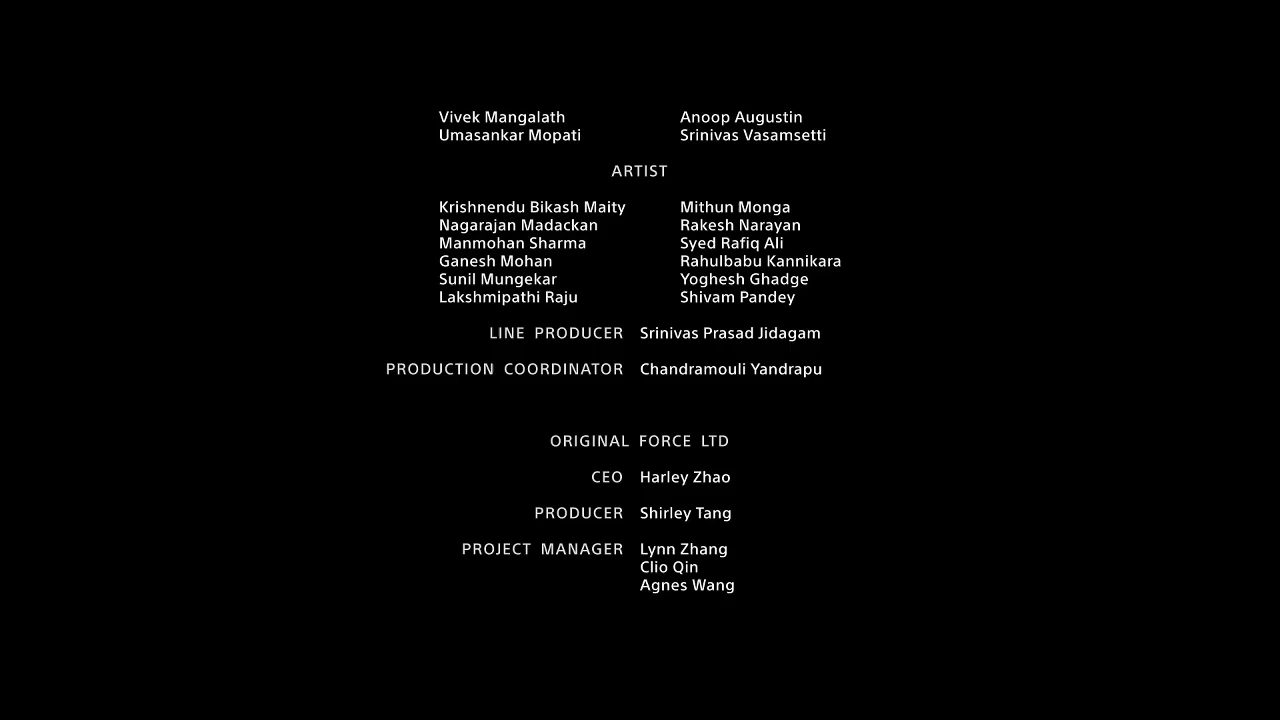 Vivek Mangalath Anoop Augustin
Umasankar Mopati Srinivas Vasamsetti
ARTIST
Krishnendu Bikash Maity Mithun Monga
Nagarajan Madackan Rakesh Narayan
Manmohan Sharma Syed Rafiq Ali
Ganesh Mohan Rahulbabu Kannikara
Sunil Mungekar Yoghesh Ghadge
Lakshmipathi Raju Shivam Pandey
LINE PRODUCER Srinivas Prasad Jidagam
PRODUCTION COORDINATOR Chandramouli Yandrapu
ORIGINAL FORCE LTD
CEO Harley Zhao
PRODUCER Shirley Tang
PROJECT MANAGER Lynn Zhang
Clio Qin
Agnes Wang